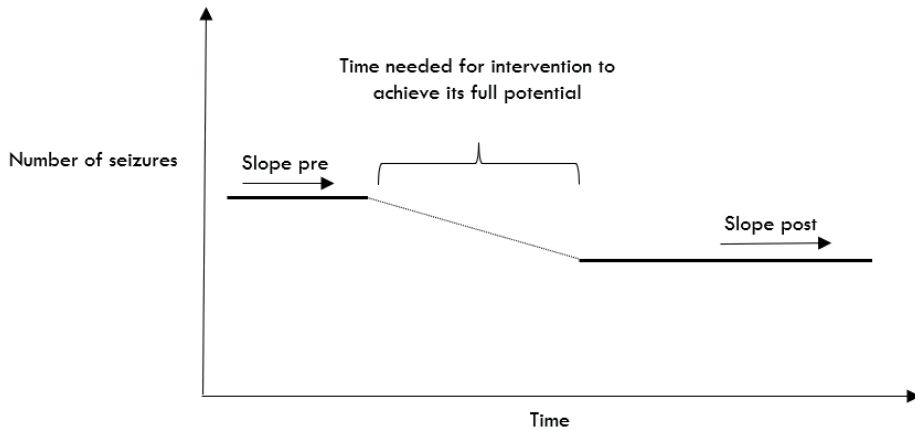 Time needed for intervention to
achieve its full potential
Number of seizures
Slope pre
Slope post
Time